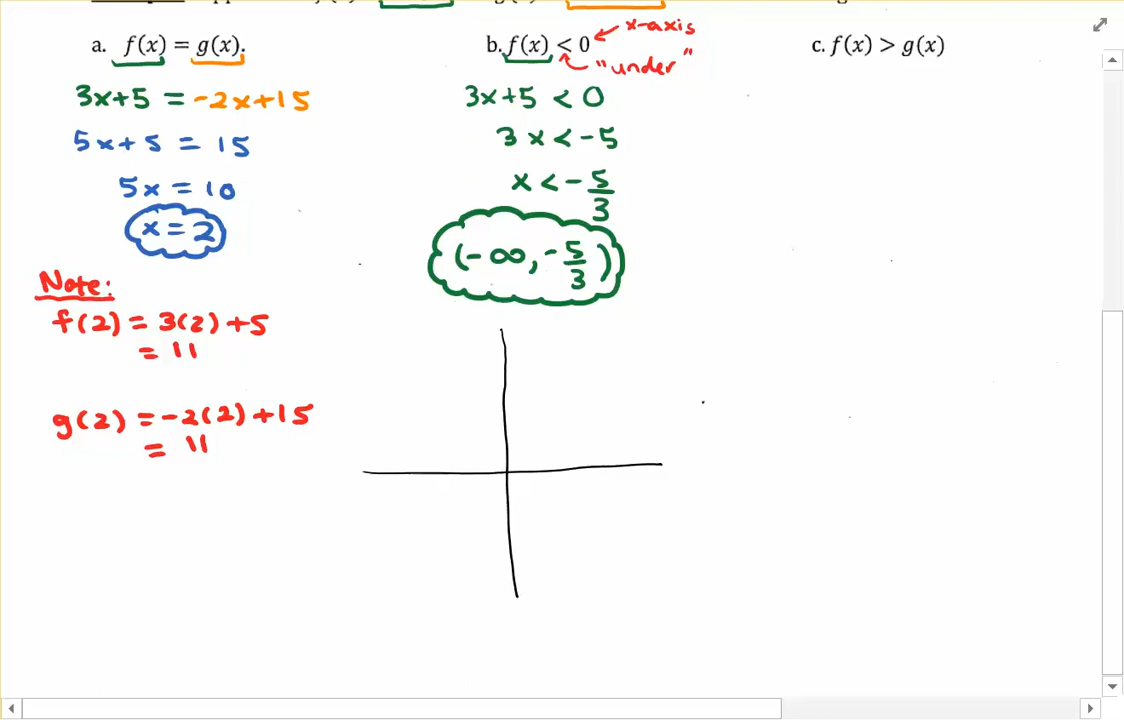 a. f(x) = g(x).
3x+5 = -2x+15
5x+5 = 15
5x = 10
x = 2
Note:
f(2) = 3(2)+5
= 11
g(2) = -2(2)+15
= 11
b. f(x) < 0
x-axis
"under"
3x+5 < 0
3x < -5
x < -5/3
(-∞, -5/3)
c. f(x) > g(x)